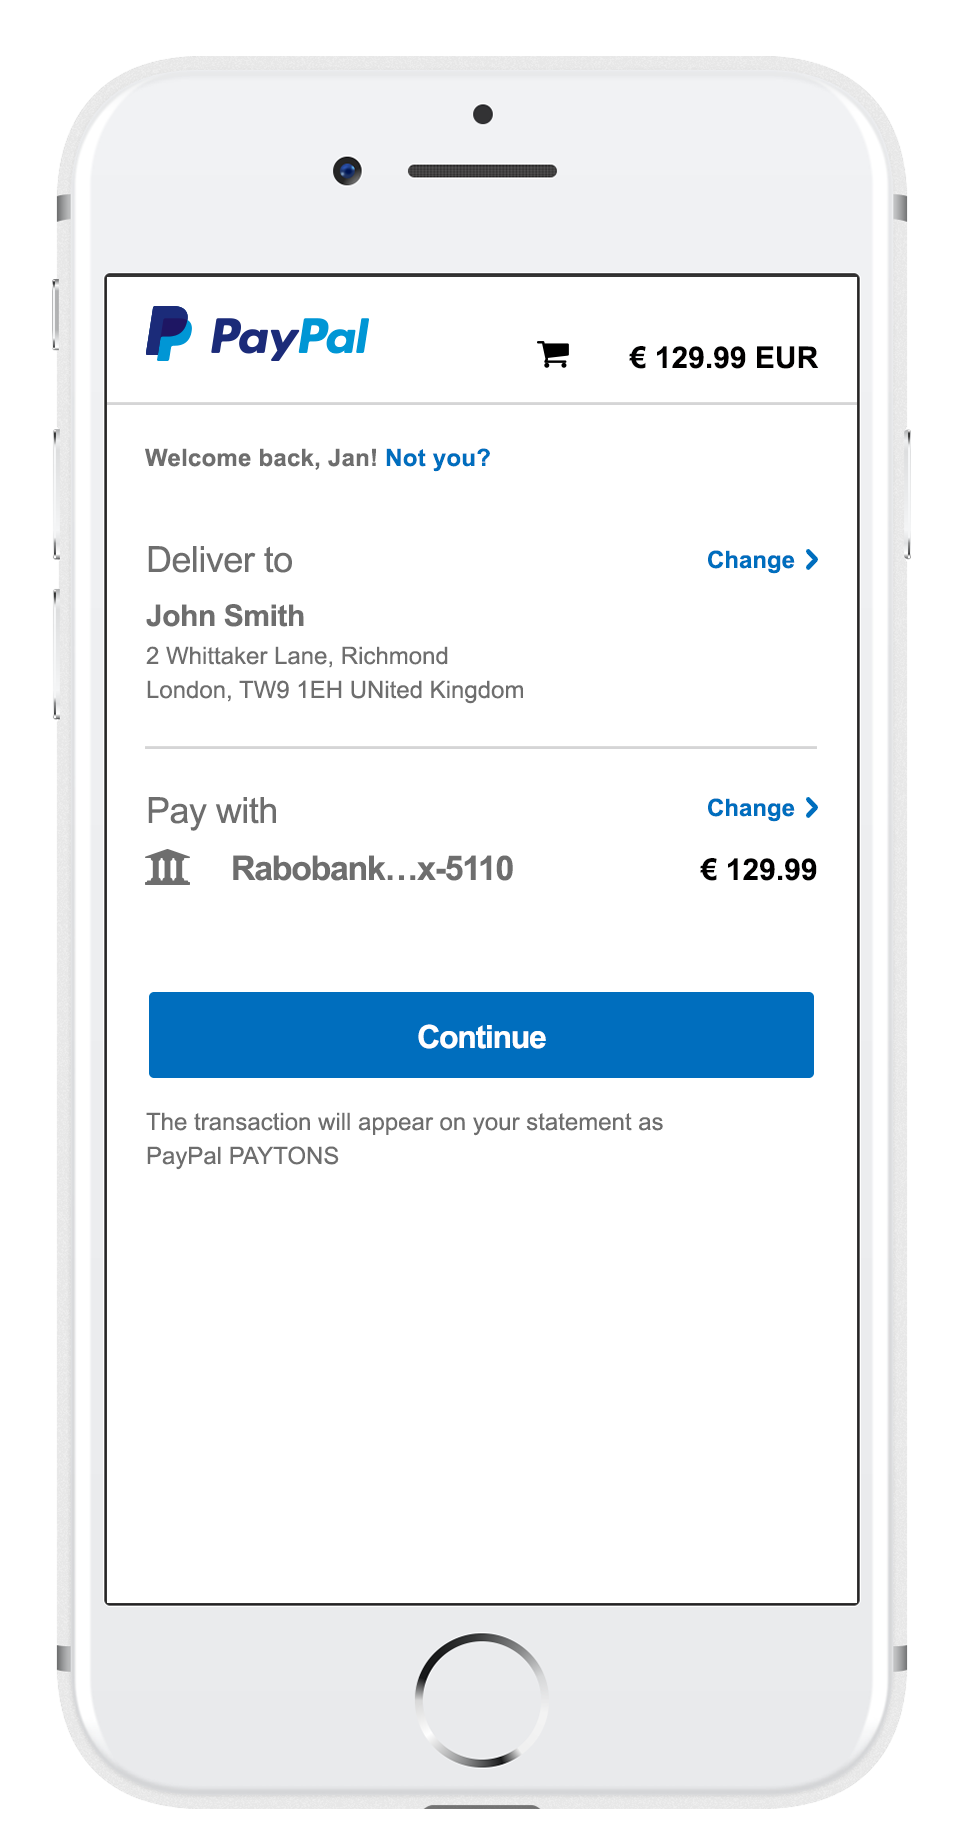 PayPal
€ 129.99 EUR
Welcome back, Jan! Not you?
Deliver to
Change
John Smith
2 Whittaker Lane, Richmond
London, TW9 1EH UNited Kingdom
Pay with
Change
Rabobank...x-5110
€ 129.99
Continue
The transaction will appear on your statement as
PayPal PAYTONS